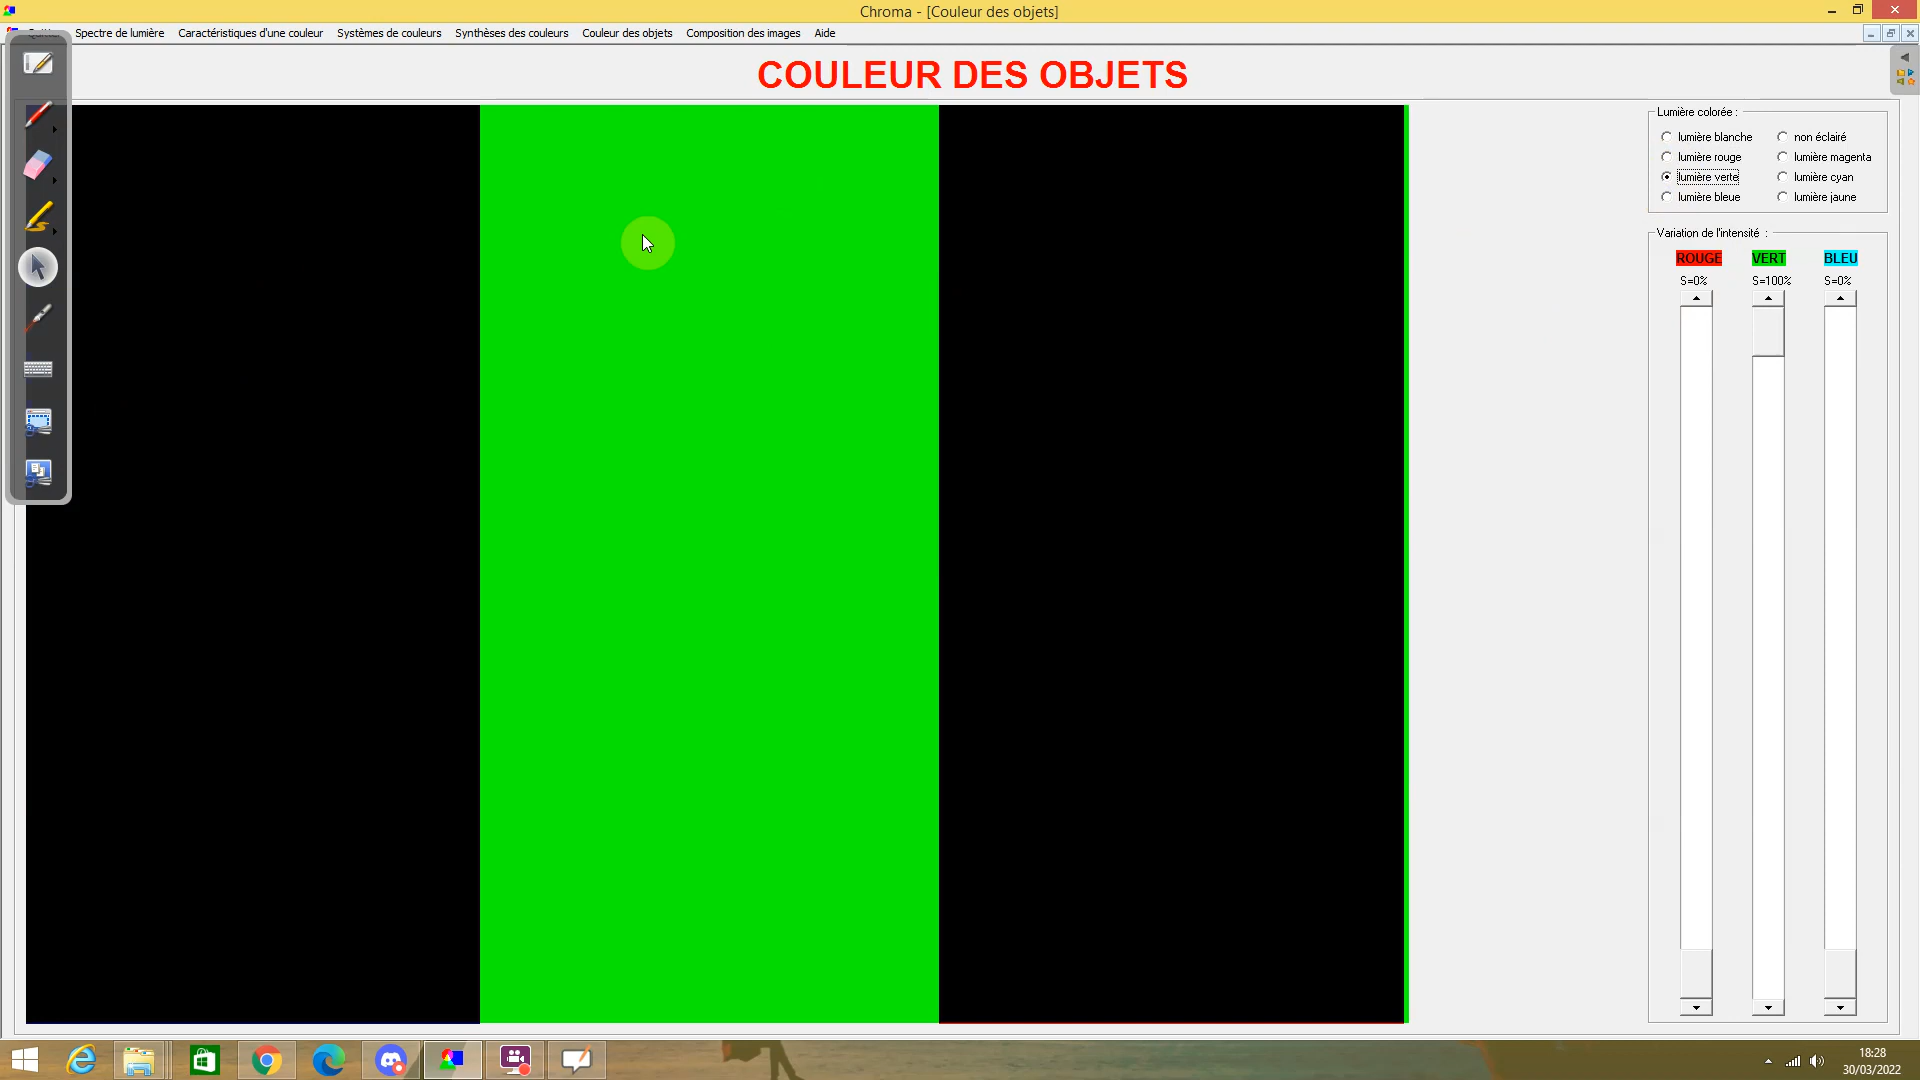 Chroma - [Couleur des objets]
Spectre de lumière Caractéristiques d'une couleur Systèmes de couleurs Synthèses des couleurs Couleur des objets Composition des images Aide
COULEUR DES OBJETS
Lumière colorée :
lumière blanche non éclairé
lumière rouge lumière magenta
lumière verte lumière cyan
lumière bleue lumière jaune
Variation de l'intensité :
ROUGE VERT BLEU
S=0% S=100% S=0%
18:28
30/03/2022